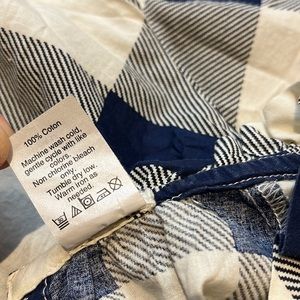 100% Coton
Machine wash cold,
gentle cycle with like
colors.
Non chlorine bleach
only.
Tumble dry low.
Warm iron as
needed.